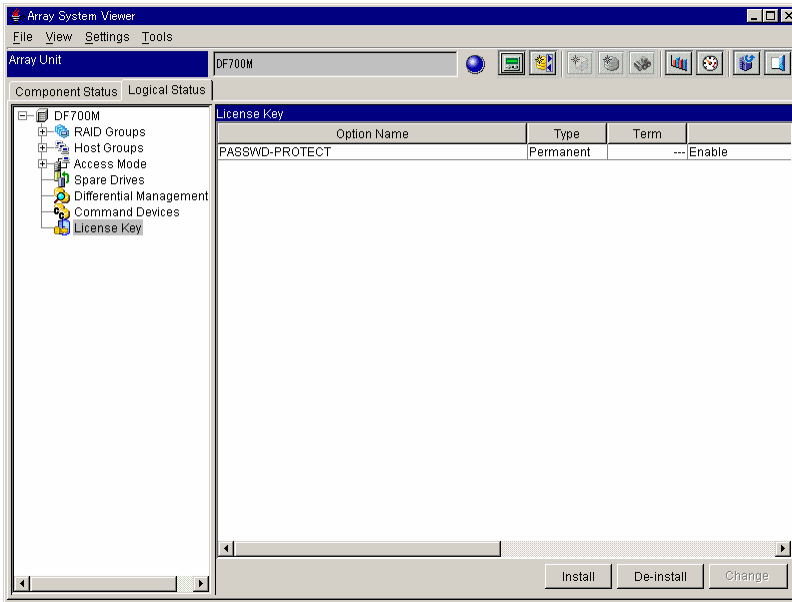 Array System Viewer
File View Settings Tools
Array Unit
DF700M
Component Status Logical Status
DF700M
RAID Groups
Host Groups
Access Mode
Spare Drives
Differential Management
Command Devices
License Key
License Key
Option Name Type Term
PASSWD-PROTECT Permanent --- Enable
Install De-install Change